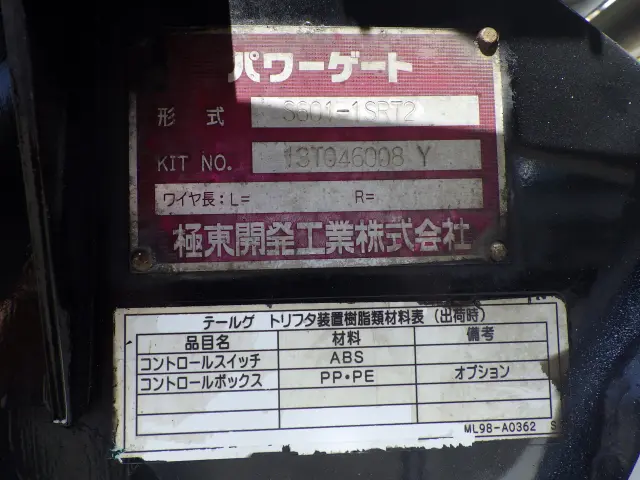 パワーゲート
形式 S601-1SRT2
KIT NO. 13T046008 Y
ワイヤ長：L= R=
極東開発工業株式会社
テールゲ トリフタ装置樹脂類材料表（出荷時）
品目名 材料 備考
コントロールスイッチ ABS
コントロールボックス PP・PE オプション
ML98-A0362 S